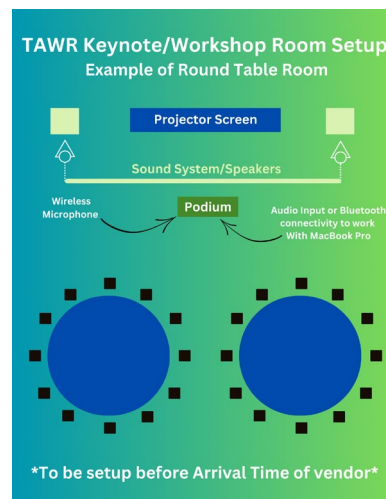 TAWR Keynote/Workshop Room Setup
Example of Round Table Room
Projector Screen
Sound System/Speakers
Wireless
Microphone
Podium
Audio Input or Bluetooth
connectivity to work
With MacBook Pro
*To be setup before Arrival Time of vendor*